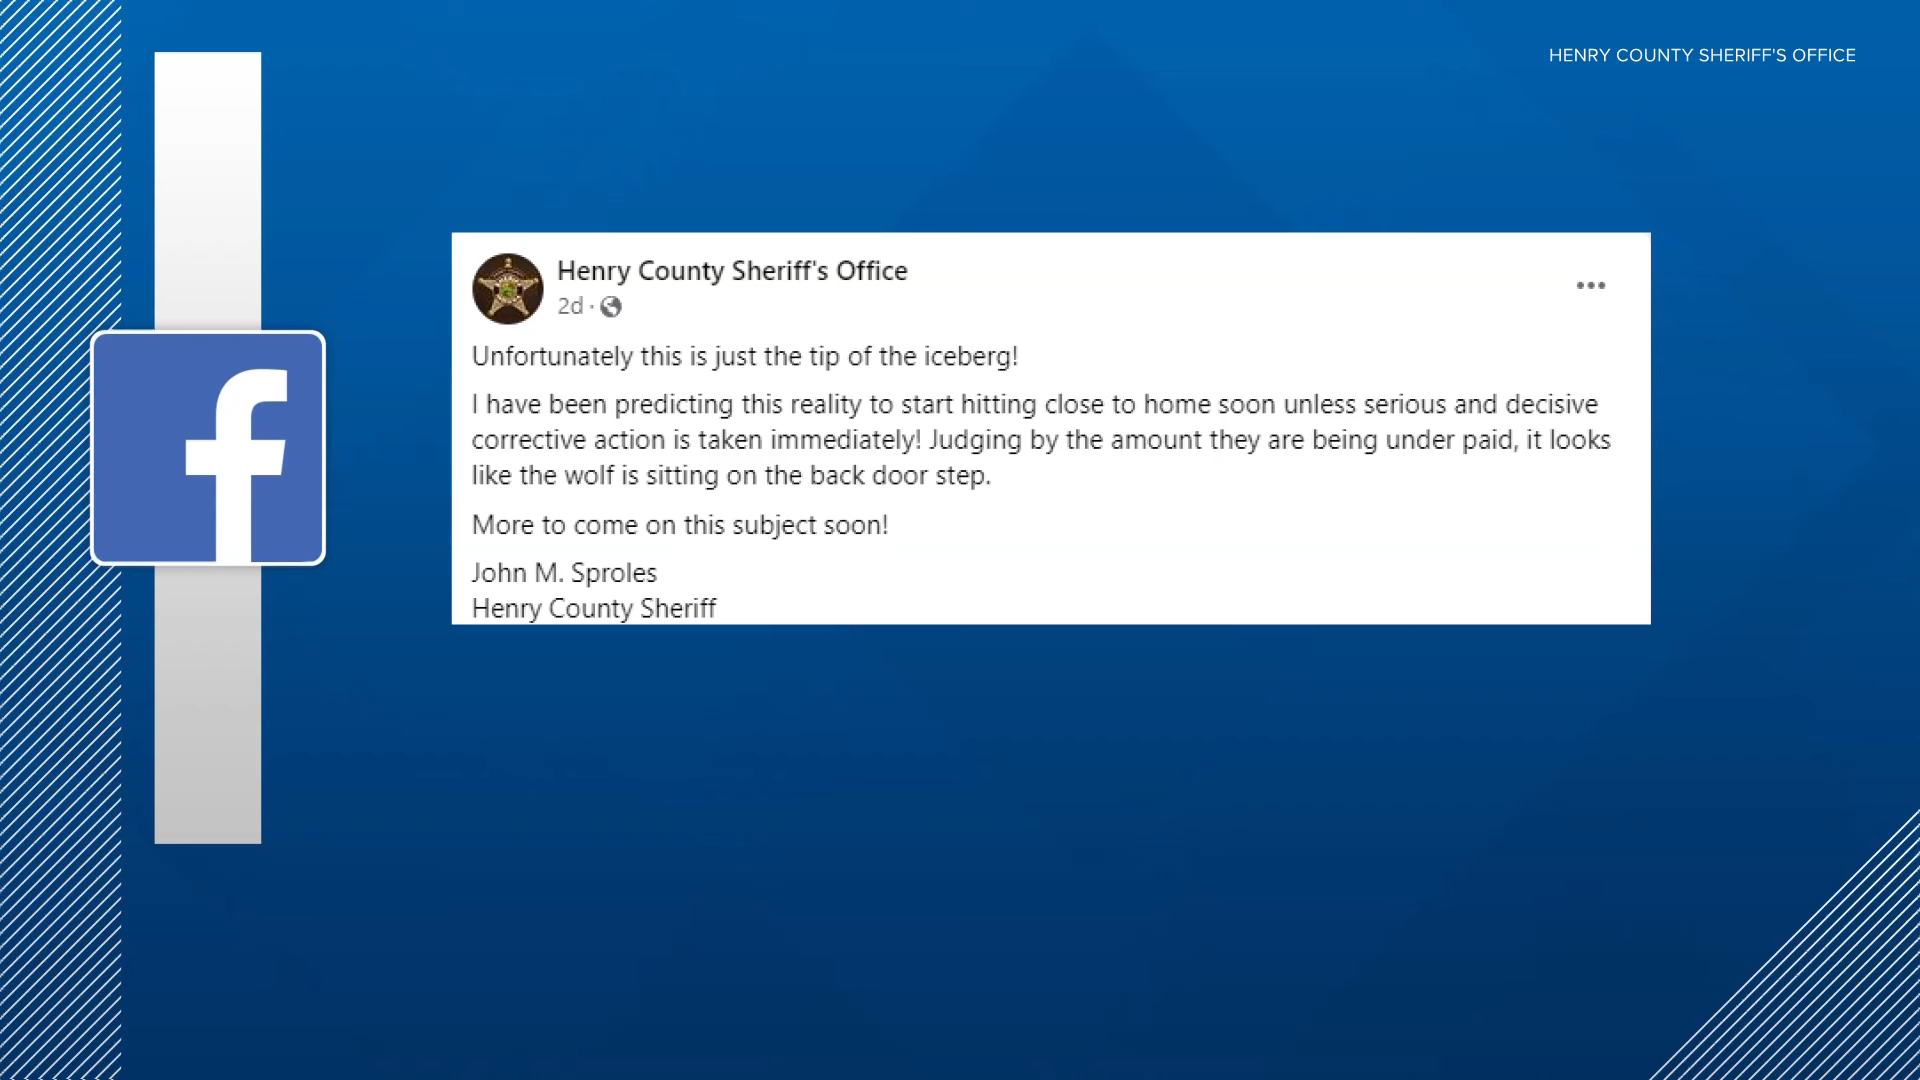 HENRY COUNTY SHERIFF'S OFFICE
Henry County Sheriff's Office
2d ·
Unfortunately this is just the tip of the iceberg!
I have been predicting this reality to start hitting close to home soon unless serious and decisive
corrective action is taken immediately! Judging by the amount they are being under paid, it looks
like the wolf is sitting on the back door step.
More to come on this subject soon!
John M. Sproles
Henry County Sheriff